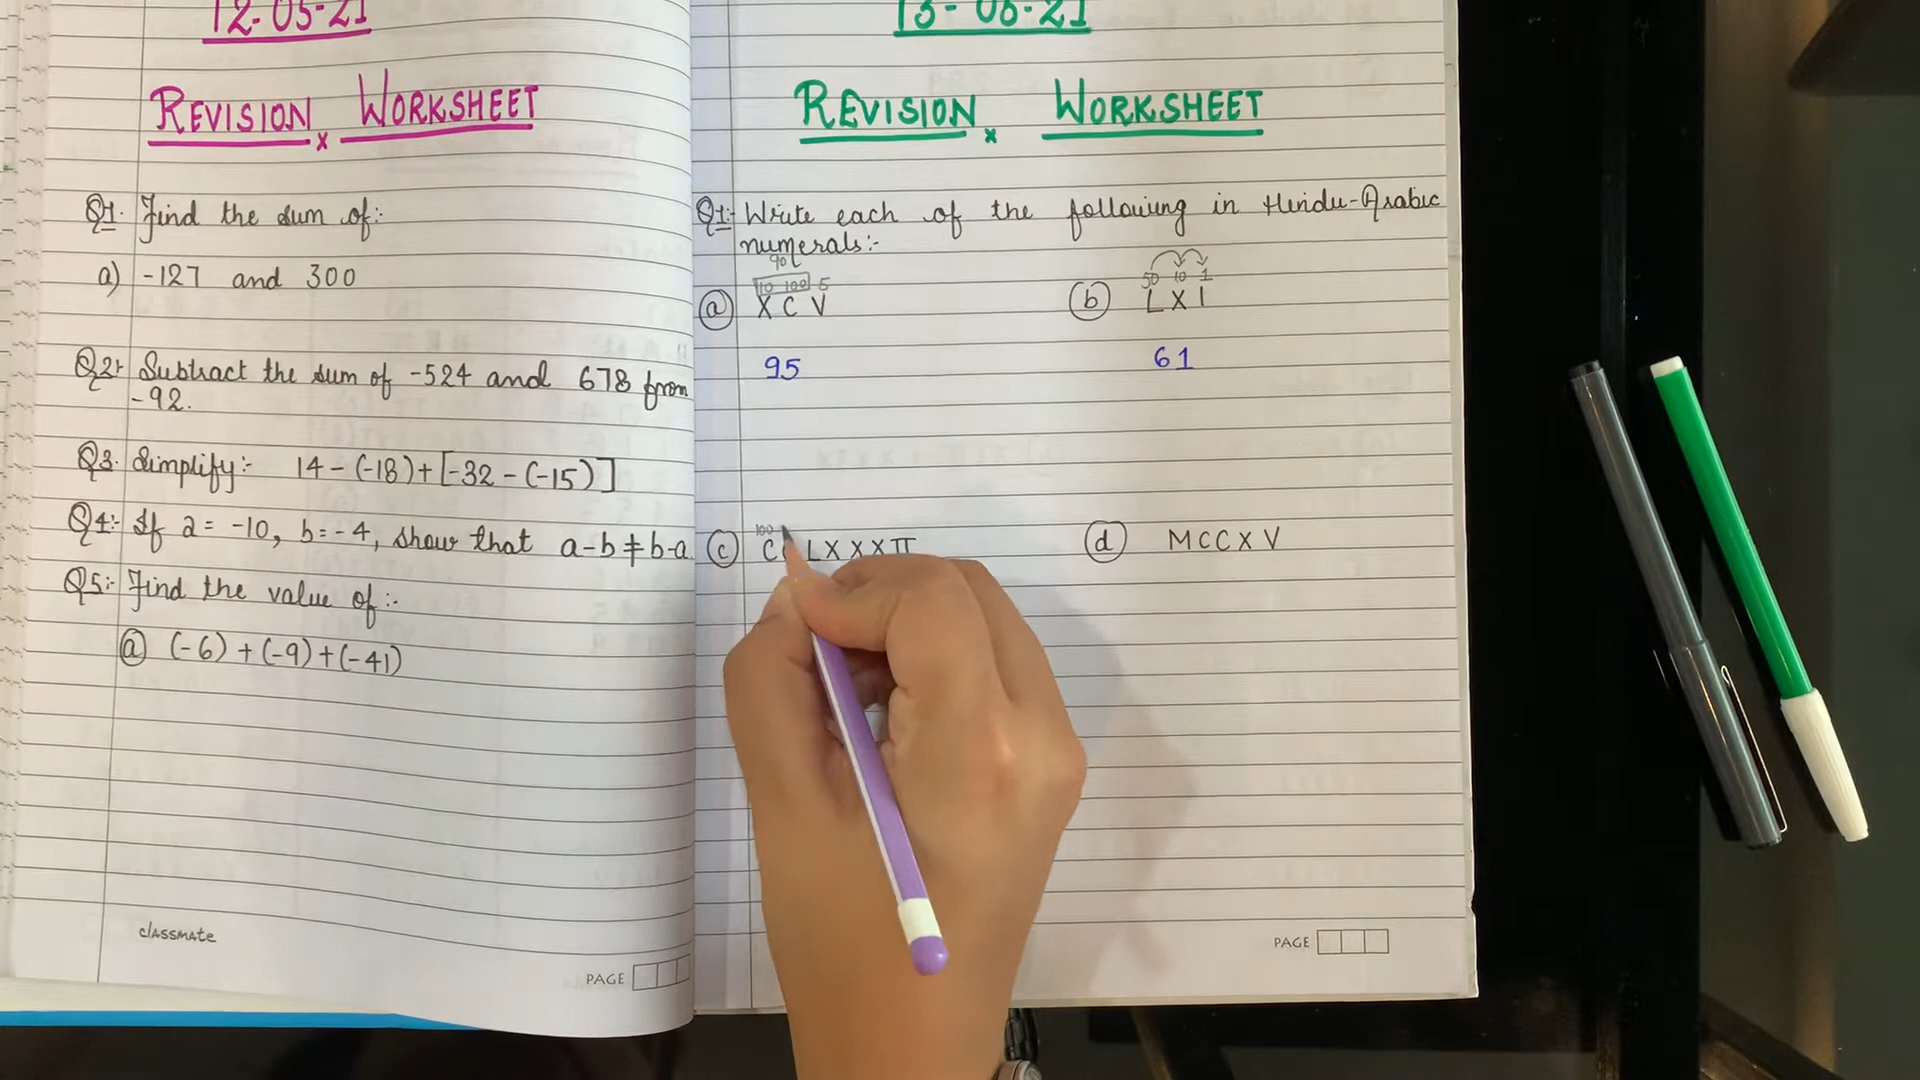 12-05-21
REVISION WORKSHEET
Q1. Find the sum of:-
a) -127 and 300
Q2:- Subtract the sum of -524 and 678 from
-92.
Q3. Simplify:- 14-(-18)+[-32-(-15)]
Q4:- If a = -10, b = -4, show that a-b≠b-a
Q5:- Find the value of:-
(a) (-6)+(-9)+(-41)
classmate
PAGE
REVISION WORKSHEET
Q1:- Write each of the following in Hindu-Arabic
numerals:-
90
10 100 5
(a) X C V
50 10 1
(b) L X I
95
61
100
(c) C LXXXII
(d) MCCXV
PAGE